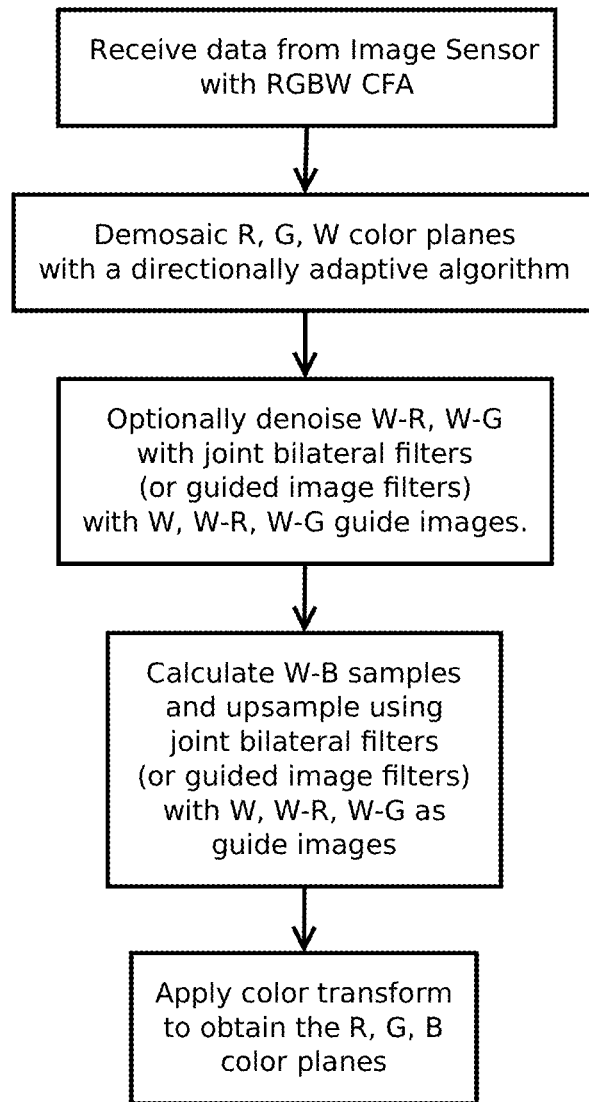 Receive data from Image Sensor
with RGBW CFA
Demosaic R, G, W color planes
with a directionally adaptive algorithm
Optionally denoise W-R, W-G
with joint bilateral filters
(or guided image filters)
with W, W-R, W-G guide images.
Calculate W-B samples
and upsample using
joint bilateral filters
(or guided image filters)
with W, W-R, W-G as
guide images
Apply color transform
to obtain the R, G, B
color planes